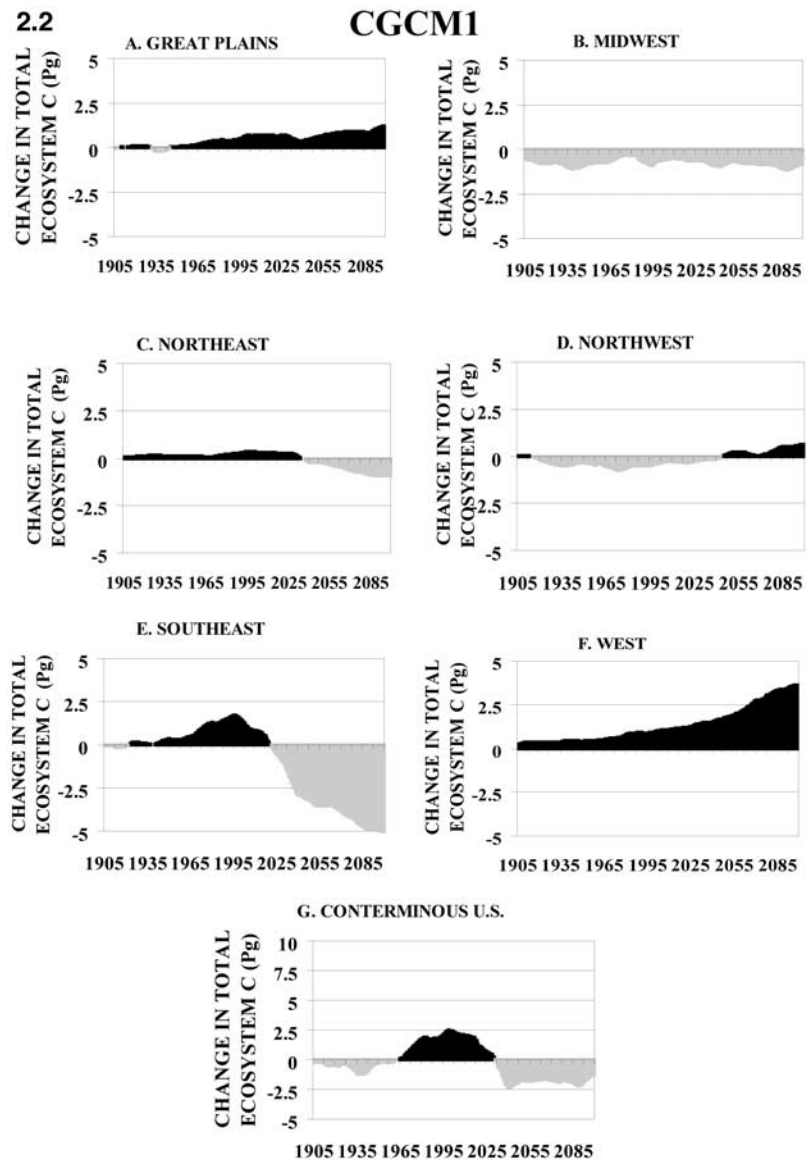 2.2
CGCM1
A. GREAT PLAINS
CHANGE IN TOTAL
ECOSYSTEM C (Pg)
5
2.5
0
-2.5
-5
1905 1935 1965 1995 2025 2055 2085
B. MIDWEST
CHANGE IN TOTAL
ECOSYSTEM C (Pg)
5
2.5
0
-2.5
-5
1905 1935 1965 1995 2025 2055 2085
C. NORTHEAST
CHANGE IN TOTAL
ECOSYSTEM C (Pg)
5
2.5
0
-2.5
-5
1905 1935 1965 1995 2025 2055 2085
D. NORTHWEST
CHANGE IN TOTAL
ECOSYSTEM C (Pg)
5
2.5
0
-2.5
-5
1905 1935 1965 1995 2025 2055 2085
E. SOUTHEAST
CHANGE IN TOTAL
ECOSYSTEM C (Pg)
5
2.5
0
-2.5
-5
1905 1935 1965 1995 2025 2055 2085
F. WEST
CHANGE IN TOTAL
ECOSYSTEM C (Pg)
5
2.5
0
-2.5
-5
1905 1935 1965 1995 2025 2055 2085
G. CONTERMINOUS U.S.
CHANGE IN TOTAL
ECOSYSTEM C (Pg)
10
7.5
5
2.5
0
-2.5
-5
1905 1935 1965 1995 2025 2055 2085